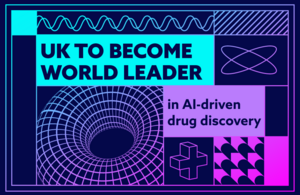 UK TO BECOME
WORLD LEADER
in AI-driven
drug discovery